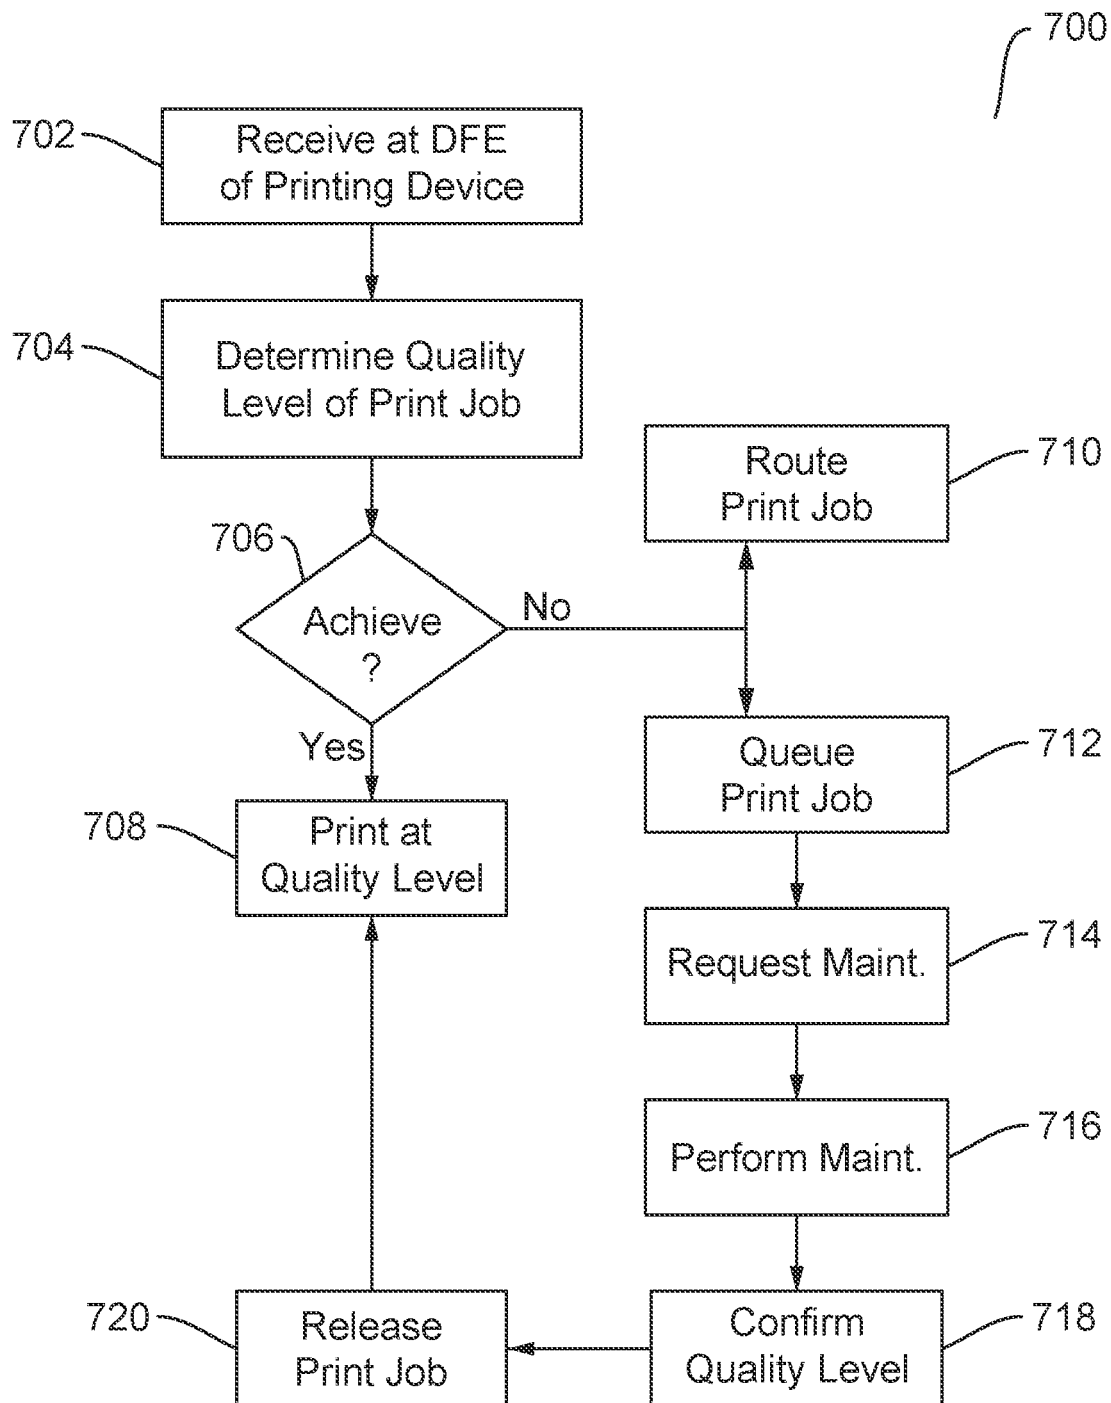 700
702
Receive at DFE
of Printing Device
704
Determine Quality
Level of Print Job
706
Achieve
?
No
Yes
Route
Print Job
710
Queue
Print Job
712
708
Print at
Quality Level
Request Maint.
714
Perform Maint.
716
720
Release
Print Job
Confirm
Quality Level
718